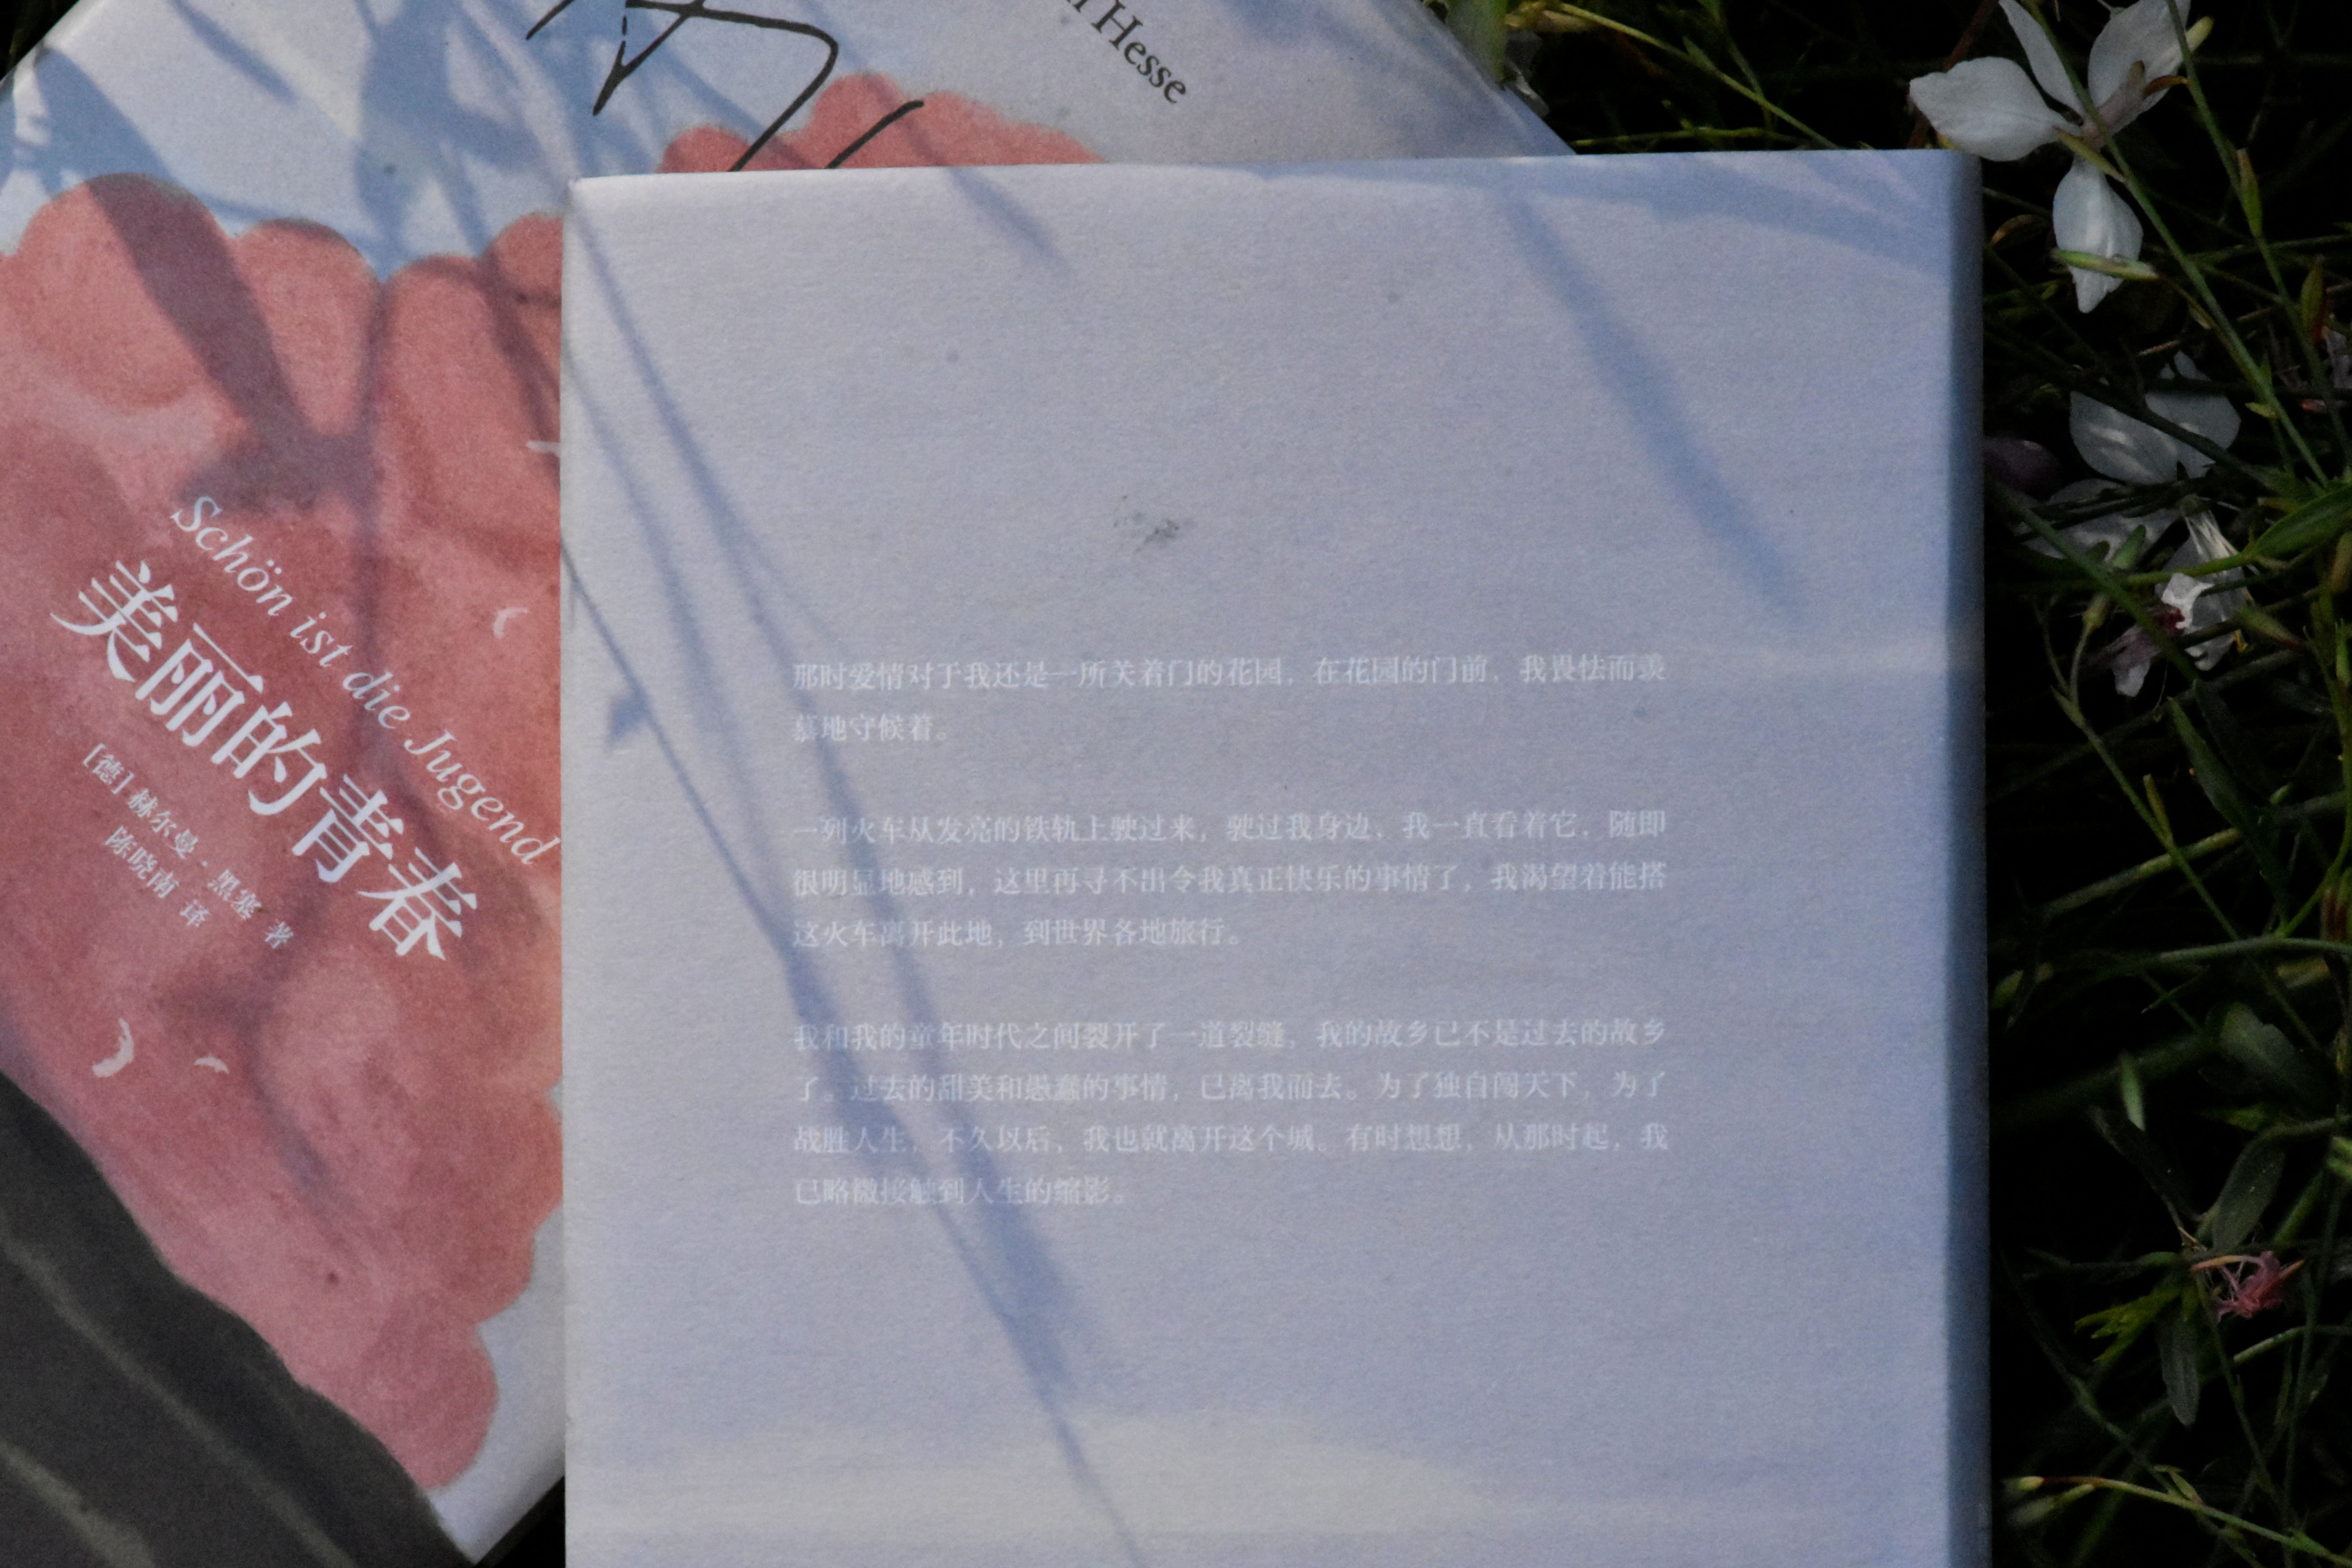 Hesse
Schön ist die Jugend
美丽的青春
[德] 赫尔曼·黑塞 著
陈晓南 译
那时爱情对于我还是一所关着门的花园，在花园的门前，我畏怯而羡
慕地守候着。
一列火车从发亮的铁轨上驶过来，驶过我身边，我一直看着它，随即
很明显地感到，这里再寻不出令我真正快乐的事情了，我渴望着能搭
这火车离开此地，到世界各地旅行。
我和我的童年时代之间裂开了一道裂缝，我的故乡已不是过去的故乡
了。过去的甜美和愚蠢的事情，已离我而去。为了独自闯天下，为了
战胜人生，不久以后，我也就离开这个城。有时想想，从那时起，我
已略微接触到人生的缩影。